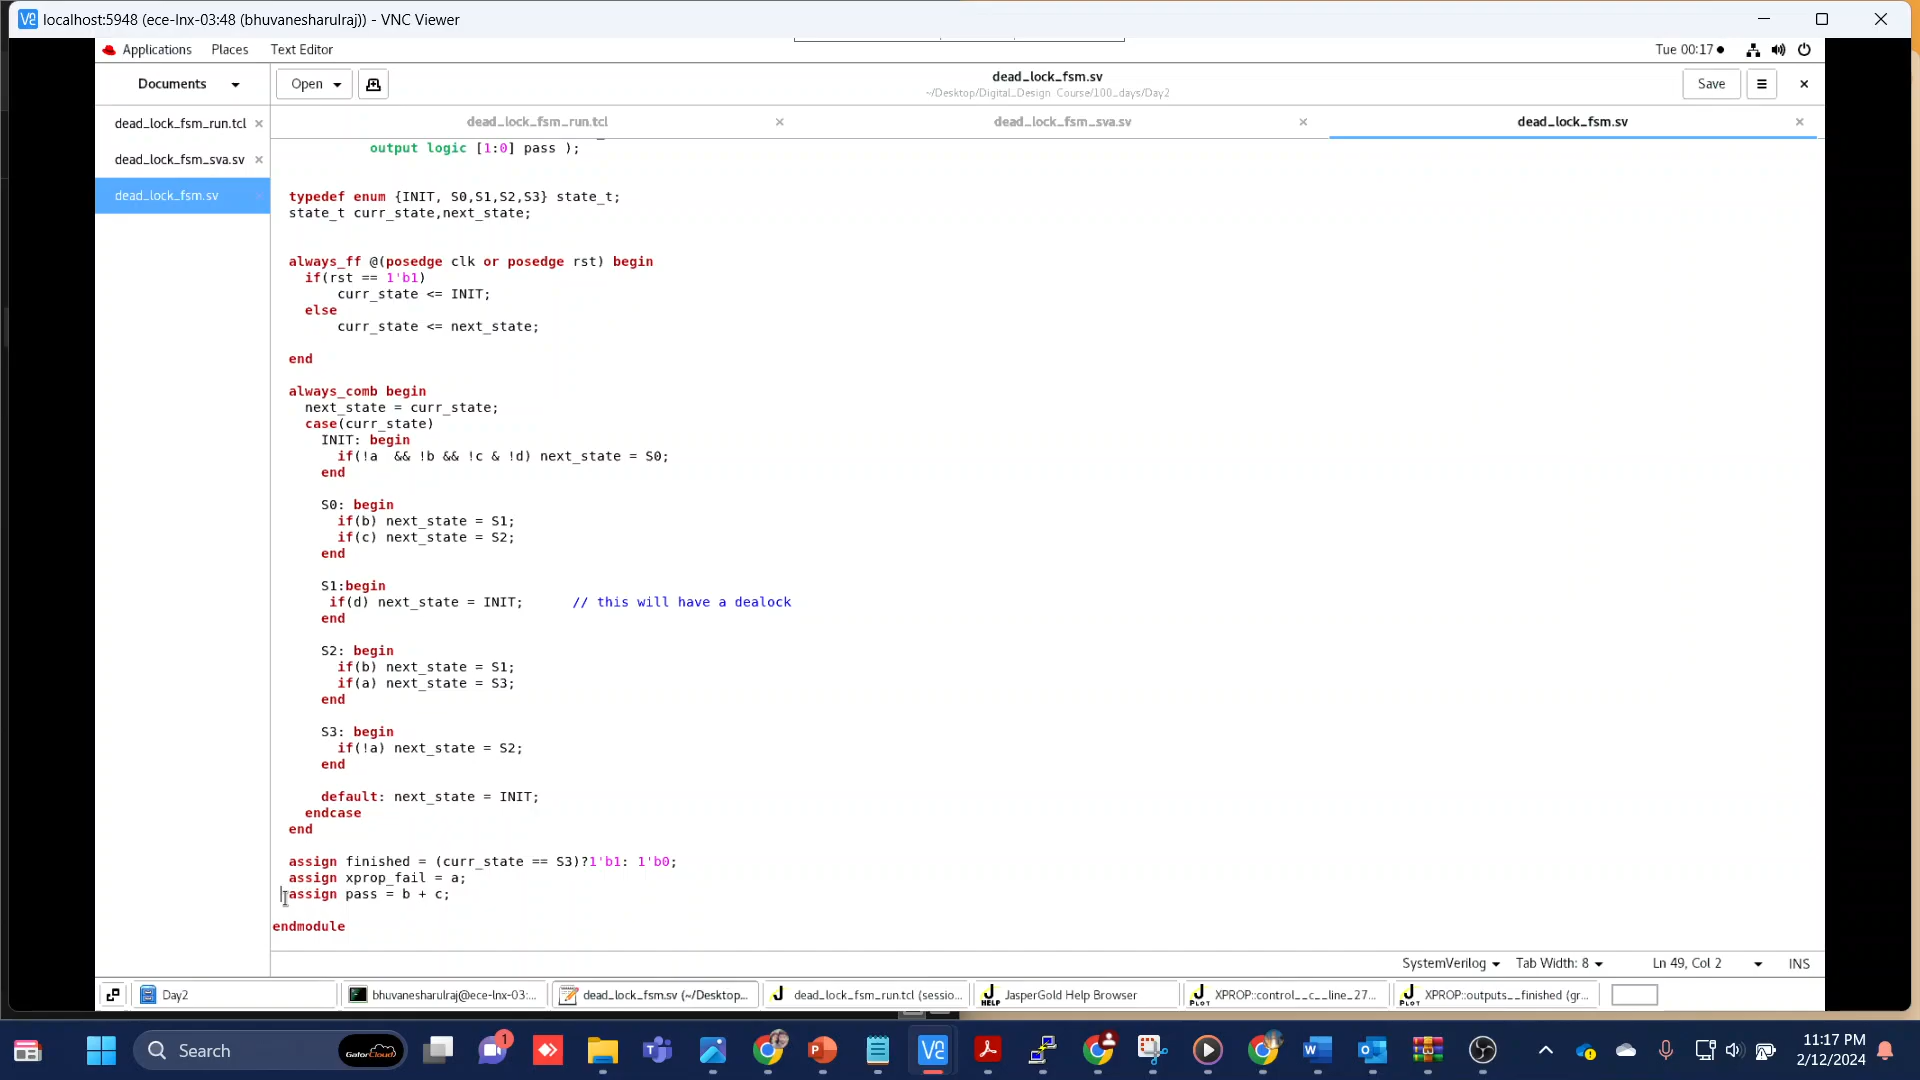 localhost:5948 (ece-lnx-03:48 (bhuvanesharulraj)) - VNC Viewer
Applications Places Text Editor
Tue 00:17
Documents
Open
dead_lock_fsm.sv
~/Desktop/Digital_Design Course/100_days/Day2
Save
dead_lock_fsm_run.tcl
dead_lock_fsm_sva.sv
dead_lock_fsm.sv
dead_lock_fsm_run.tcl
dead_lock_fsm_sva.sv
dead_lock_fsm.sv
output logic [1:0] pass );
typedef enum {INIT, S0,S1,S2,S3} state_t;
state_t curr_state,next_state;
always_ff @(posedge clk or posedge rst) begin
if(rst == 1'b1)
curr_state <= INIT;
else
curr_state <= next_state;
end
always_comb begin
next_state = curr_state;
case(curr_state)
INIT: begin
if(!a && !b && !c & !d) next_state = S0;
end
S0: begin
if(b) next_state = S1;
if(c) next_state = S2;
end
S1:begin
if(d) next_state = INIT; // this will have a dealock
end
S2: begin
if(b) next_state = S1;
if(a) next_state = S3;
end
S3: begin
if(!a) next_state = S2;
end
default: next_state = INIT;
endcase
end
assign finished = (curr_state == S3)?1'b1: 1'b0;
assign xprop_fail = a;
assign pass = b + c;
endmodule
SystemVerilog Tab Width: 8 Ln 49, Col 2 INS
Day2
bhuvanesharulraj@ece-lnx-03:...
dead_lock_fsm.sv (~/Desktop...
dead_lock_fsm_run.tcl (sessio...
JasperGold Help Browser
XPROP::control__c__line_27...
XPROP::outputs__finished (gr...
Search
GatorCloud
1
11:17 PM
2/12/2024